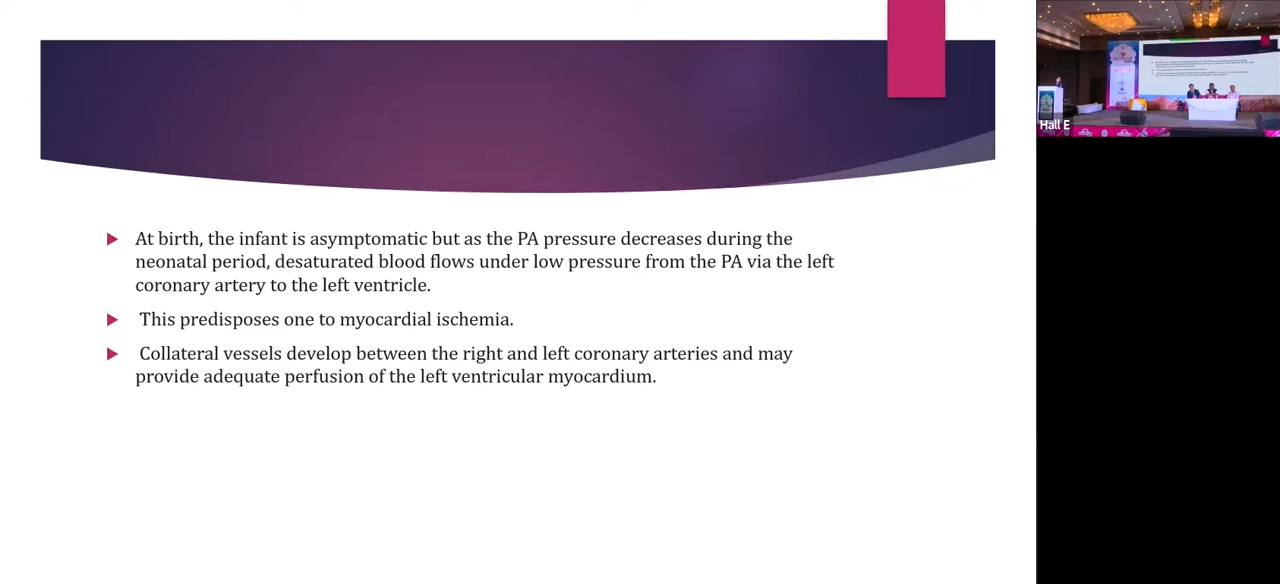 At birth, the infant is asymptomatic but as the PA pressure decreases during the
neonatal period, desaturated blood flows under low pressure from the PA via the left
coronary artery to the left ventricle.
This predisposes one to myocardial ischemia.
Collateral vessels develop between the right and left coronary arteries and may
provide adequate perfusion of the left ventricular myocardium.
Hall E